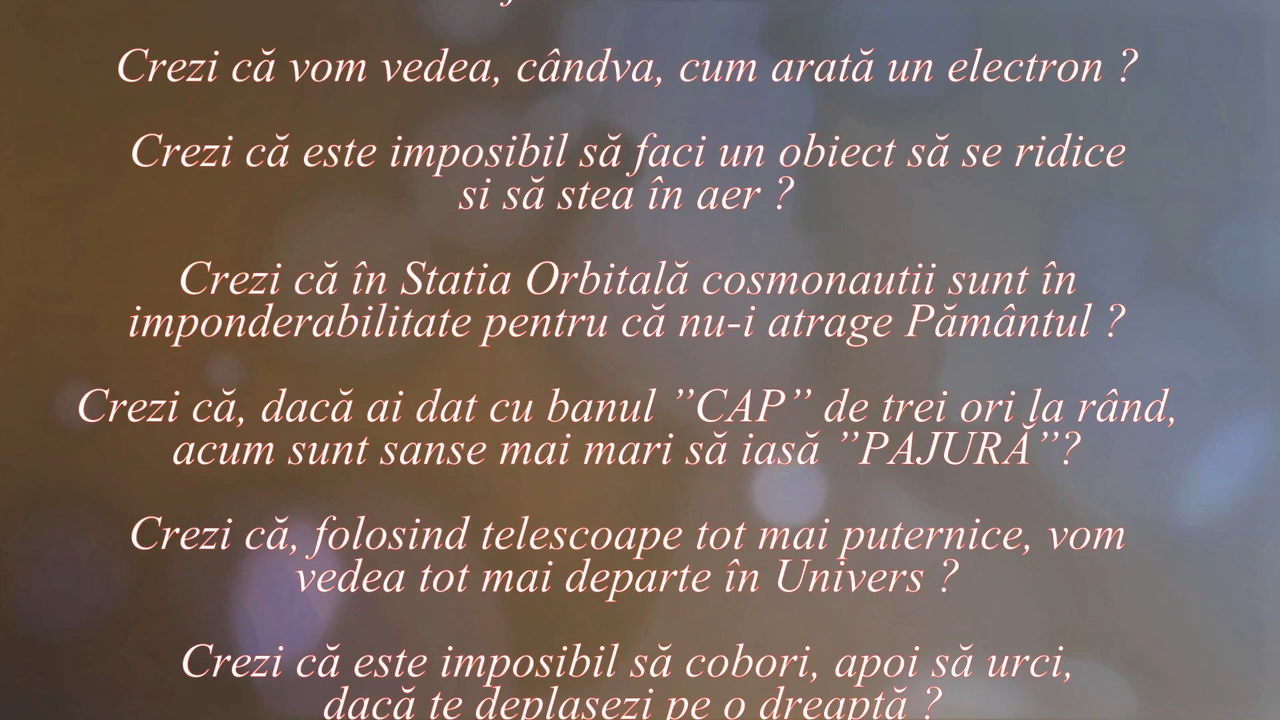 Crezi că vom vedea, cândva, cum arată un electron ?
Crezi că este imposibil să faci un obiect să se ridice
si să stea în aer ?
Crezi că în Statia Orbitală cosmonautii sunt în
imponderabilitate pentru că nu-i atrage Pământul ?
Crezi că, dacă ai dat cu banul ”CAP” de trei ori la rând,
acum sunt sanse mai mari să iasă ”PAJURĂ”?
Crezi că, folosind telescoape tot mai puternice, vom
vedea tot mai departe în Univers ?
Crezi că este imposibil să cobori, apoi să urci,
dacă te deplasezi pe o dreaptă ?